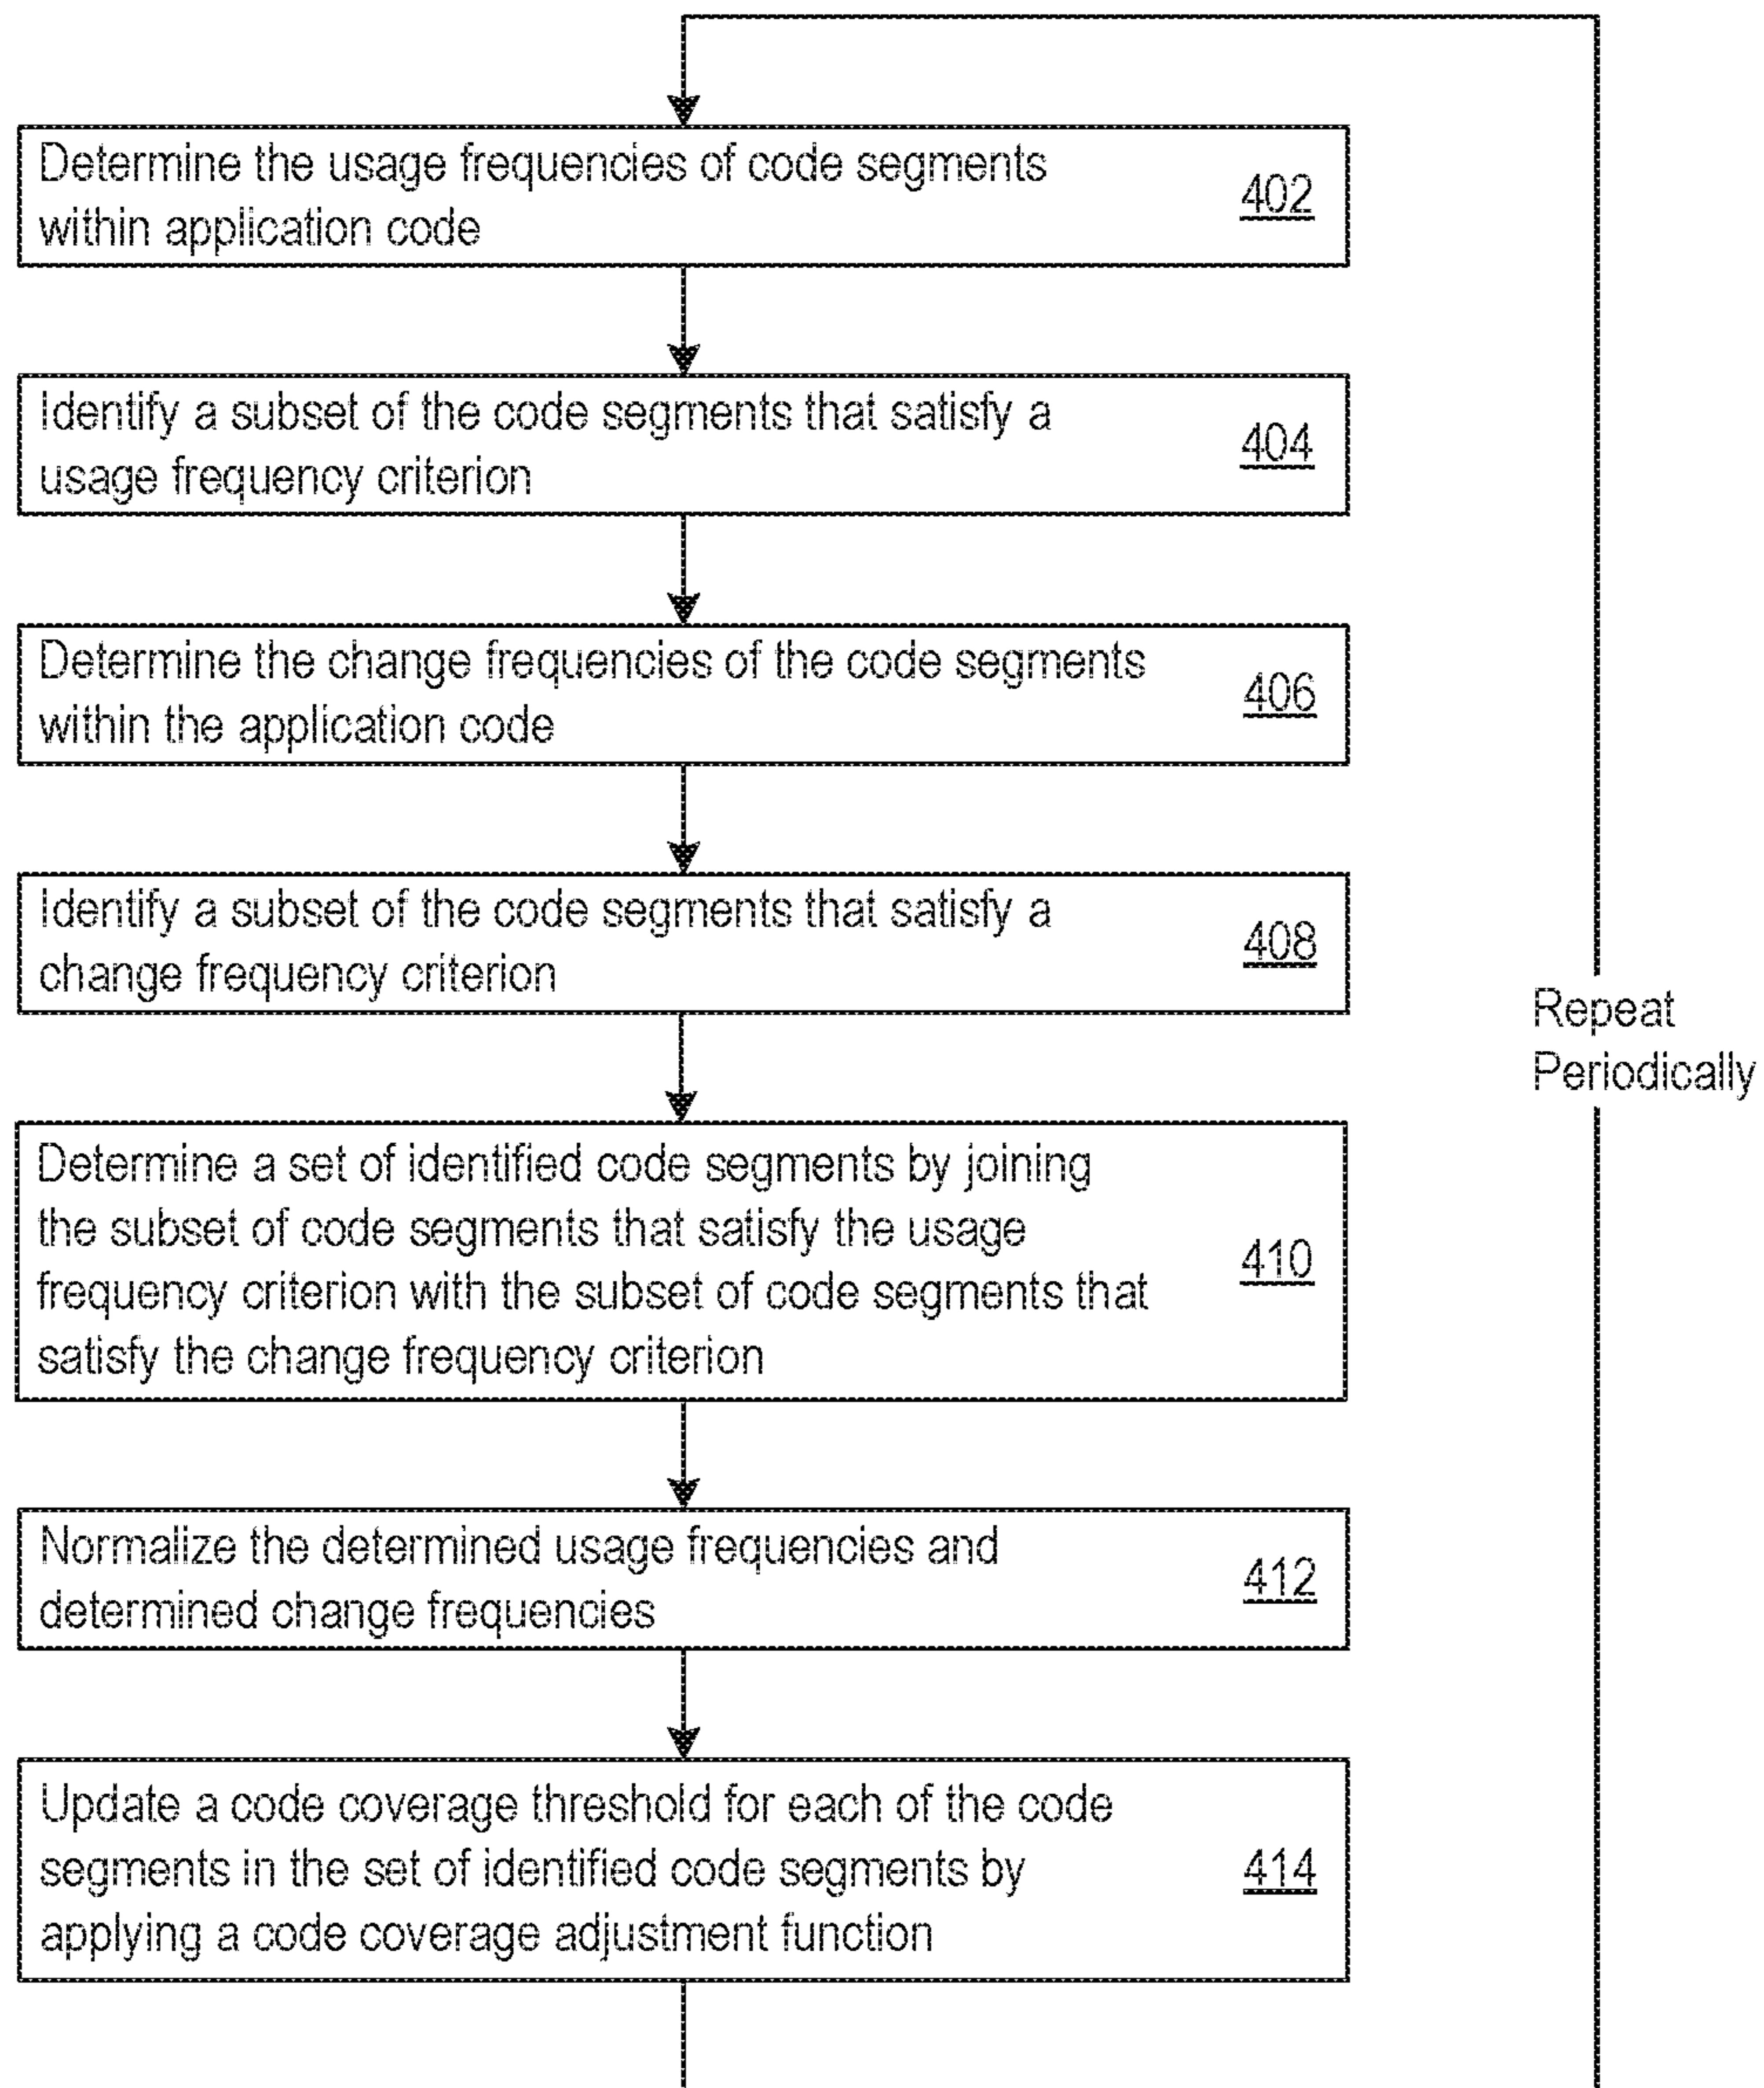 Determine the usage frequencies of code segments
within application code
402
Identify a subset of the code segments that satisfy a
usage frequency criterion
404
Determine the change frequencies of the code segments
within the application code
406
Identify a subset of the code segments that satisfy a
change frequency criterion
408
Repeat
Periodically
Determine a set of identified code segments by joining
the subset of code segments that satisfy the usage
frequency criterion with the subset of code segments that
satisfy the change frequency criterion
410
Normalize the determined usage frequencies and
determined change frequencies
412
Update a code coverage threshold for each of the code
segments in the set of identified code segments by
applying a code coverage adjustment function
414